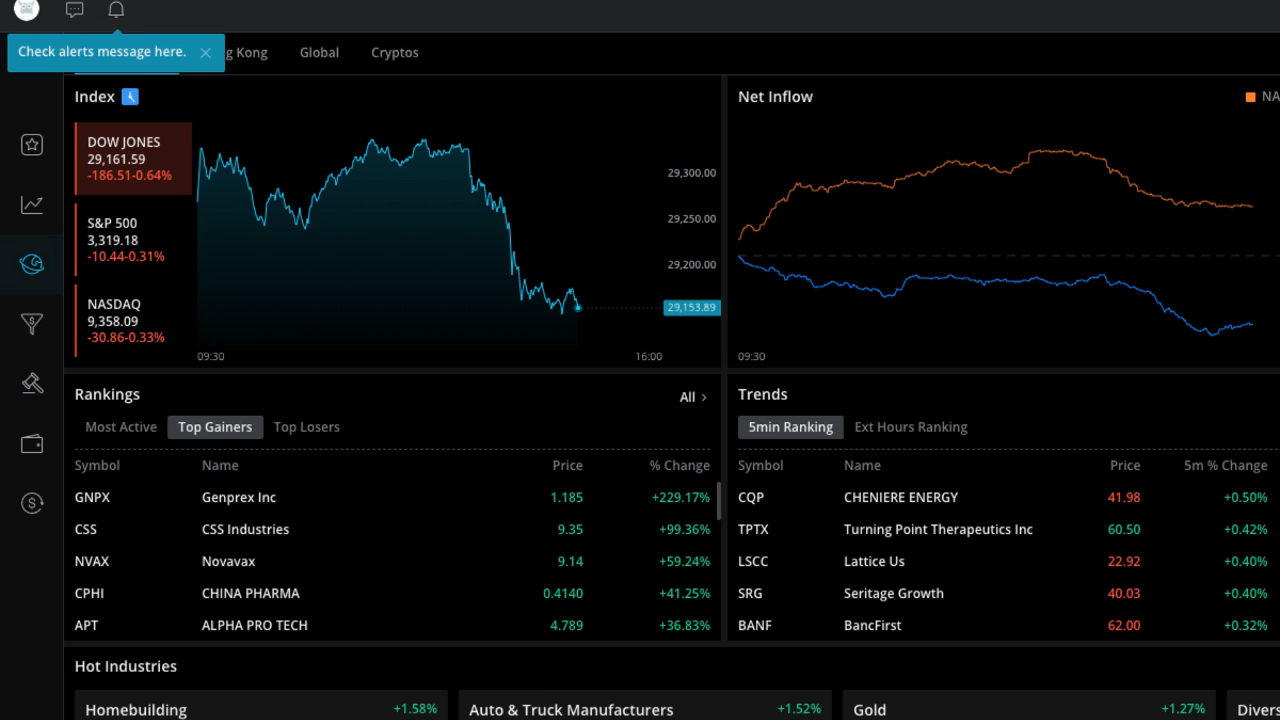 Check alerts message here.
g Kong Global Cryptos
Index
DOW JONES
29,161.59
-186.51-0.64%
S&P 500
3,319.18
-10.44-0.31%
NASDAQ
9,358.09
-30.86-0.33%
29,300.00
29,250.00
29,200.00
29,153.89
09:30 16:00
Net Inflow
NA
09:30
Rankings
All
Most Active Top Gainers Top Losers
Symbol Name Price % Change
GNPX Genprex Inc 1.185 +229.17%
CSS CSS Industries 9.35 +99.36%
NVAX Novavax 9.14 +59.24%
CPHI CHINA PHARMA 0.4140 +41.25%
APT ALPHA PRO TECH 4.789 +36.83%
Trends
5min Ranking Ext Hours Ranking
Symbol Name Price 5m % Change
CQP CHENIERE ENERGY 41.98 +0.50%
TPTX Turning Point Therapeutics Inc 60.50 +0.42%
LSCC Lattice Us 22.92 +0.40%
SRG Seritage Growth 40.03 +0.40%
BANF BancFirst 62.00 +0.32%
Hot Industries
Homebuilding +1.58%
Auto & Truck Manufacturers +1.52%
Gold +1.27%
Divers